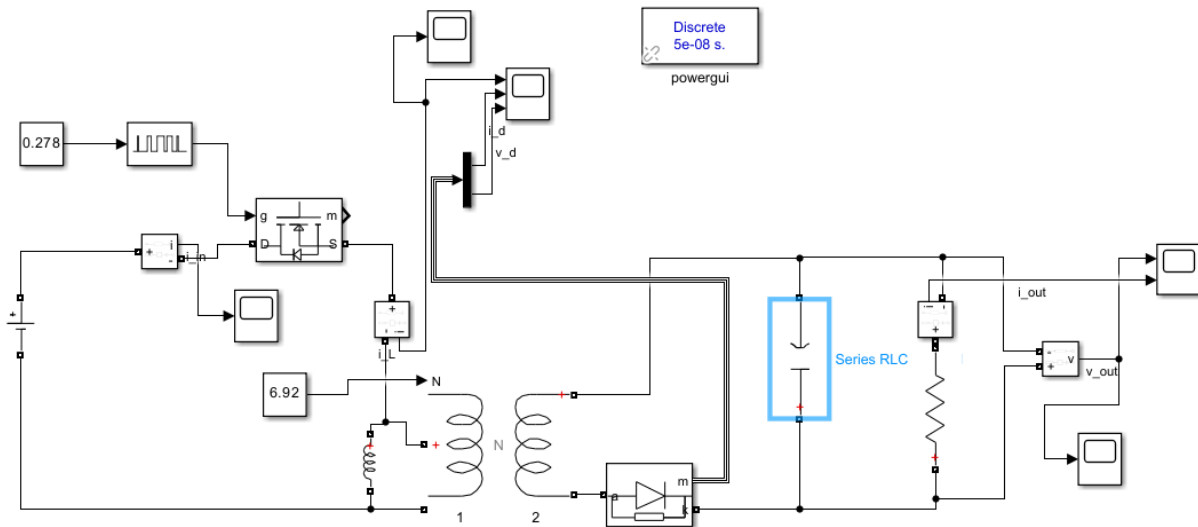 Discrete
5e-08 s.
powergui
i_d
v_d
0.278
g
m
D
S
+
i
-
i_in
+
+
-
i
i_L
6.92
N
+
+
+
N
1
2
a
m
k
Series RLC
+
i_out
+
+
-
+
v
v_out